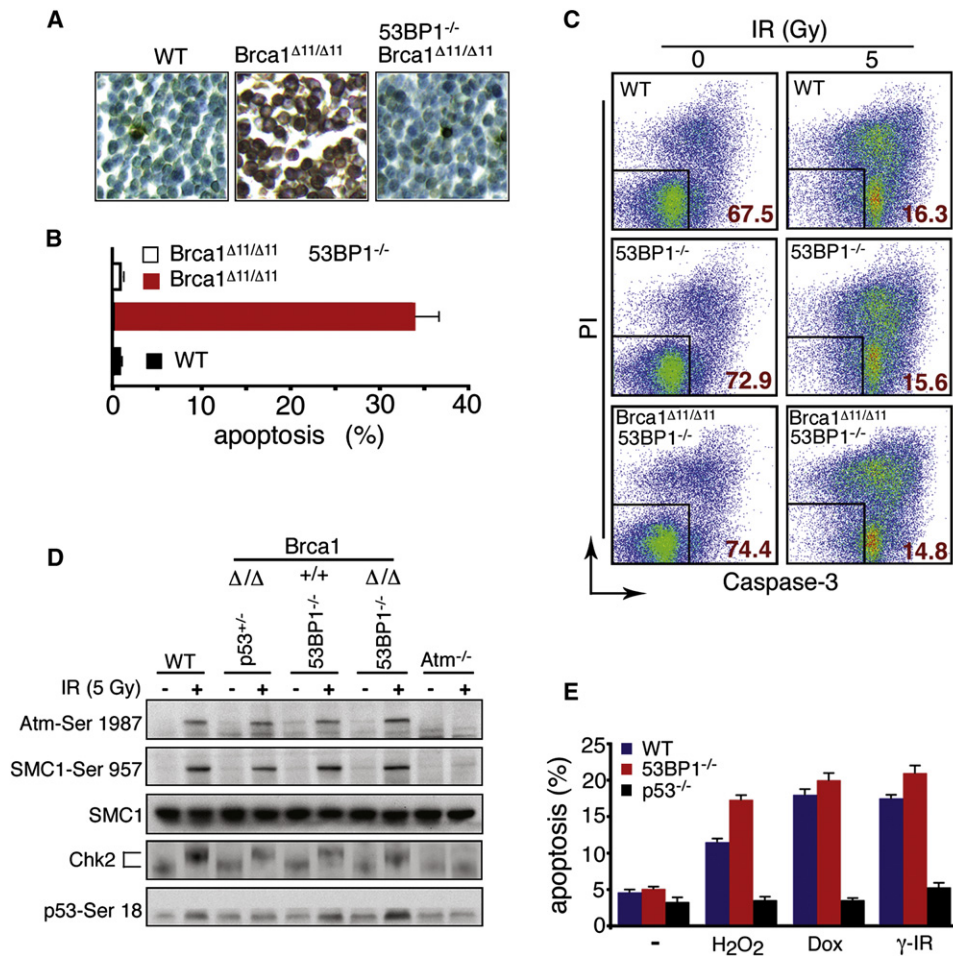 A
WT
Brca1Δ11/Δ11
53BP1-/-
Brca1Δ11/Δ11
B
Brca1Δ11/Δ11 53BP1-/-
Brca1Δ11/Δ11
WT
0 10 20 30 40
apoptosis (%)
C
IR (Gy)
0 5
WT WT
67.5 16.3
53BP1-/- 53BP1-/-
72.9 15.6
Brca1Δ11/Δ11 Brca1Δ11/Δ11
53BP1-/- 53BP1-/-
74.4 14.8
PI
Caspase-3
D
Brca1
Δ/Δ +/+ Δ/Δ
WT p53+/- 53BP1-/- 53BP1-/- Atm-/-
IR (5 Gy) - + - + - + - + - +
Atm-Ser 1987
SMC1-Ser 957
SMC1
Chk2
p53-Ser 18
E
WT
53BP1-/-
p53-/-
apoptosis (%)
25
20
15
10
5
0
- H2O2 Dox γ-IR